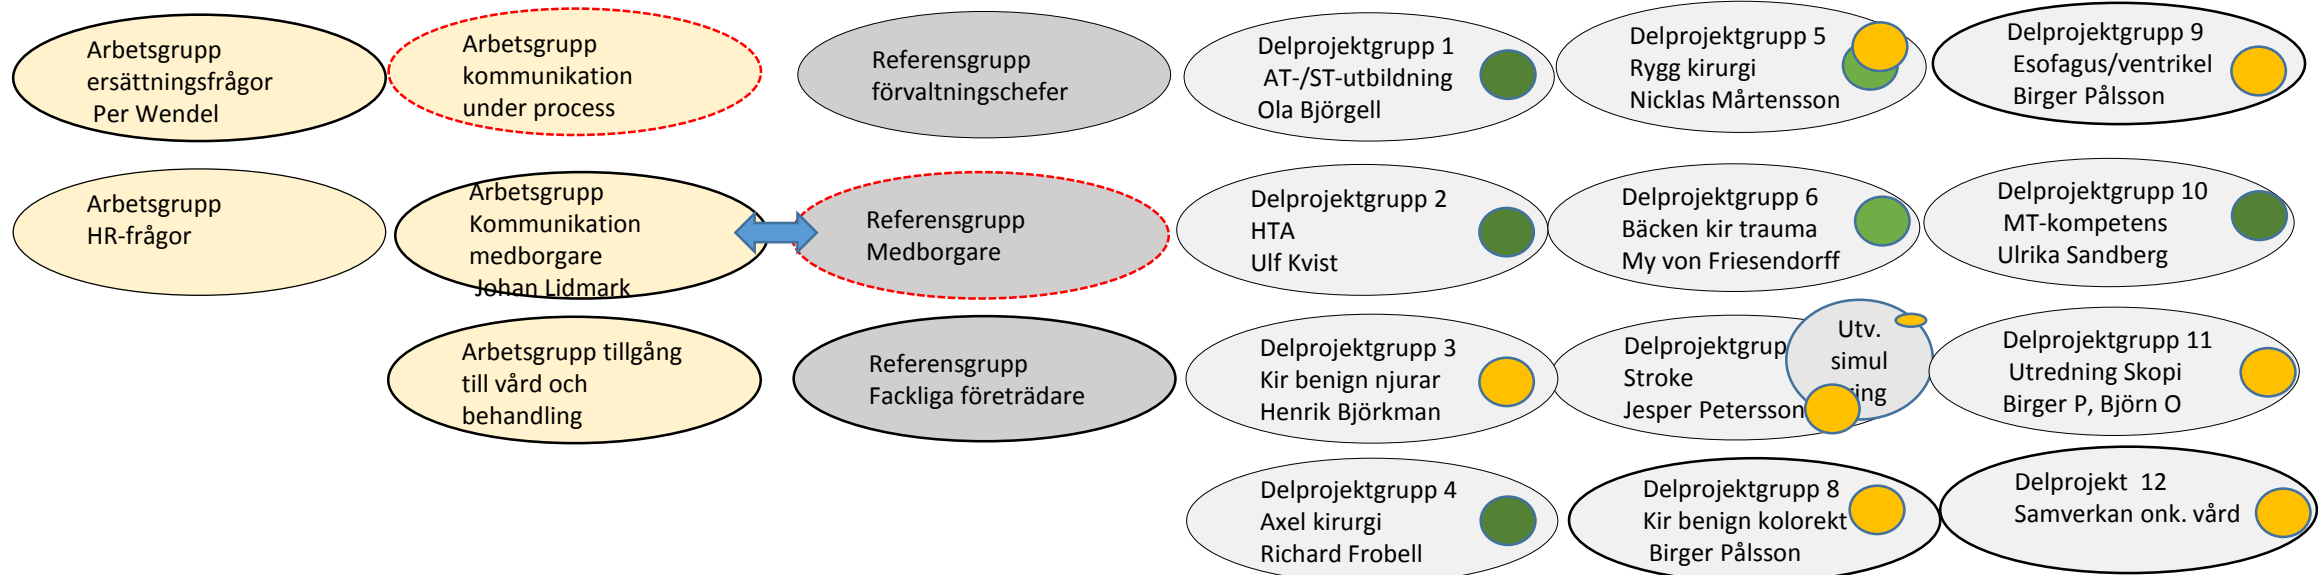 Arbetsgrupp
ersättningsfrågor
Per Wendel
Arbetsgrupp
kommunikation
under process
Referensgrupp
förvaltningschefer
Delprojektgrupp 1
AT-/ST-utbildning
Ola Björgell
Delprojektgrupp 5
Rygg kirurgi
Nicklas Mårtensson
Delprojektgrupp 9
Esofagus/ventrikel
Birger Pålsson
Arbetsgrupp
HR-frågor
Arbetsgrupp
Kommunikation
medborgare
Johan Lidmark
Referensgrupp
Medborgare
Delprojektgrupp 2
HTA
Ulf Kvist
Delprojektgrupp 6
Bäcken kir trauma
My von Friesendorff
Delprojektgrupp 10
MT-kompetens
Ulrika Sandberg
Arbetsgrupp tillgång
till vård och
behandling
Referensgrupp
Fackliga företrädare
Delprojektgrupp 3
Kir benign njurar
Henrik Björkman
Delprojektgrup
Stroke
Jesper Petersson
Utv.
simul
ing
Delprojektgrupp 11
Utredning Skopi
Birger P, Björn O
Delprojektgrupp 4
Axel kirurgi
Richard Frobell
Delprojektgrupp 8
Kir benign kolorekt
Birger Pålsson
Delprojekt 12
Samverkan onk. vård